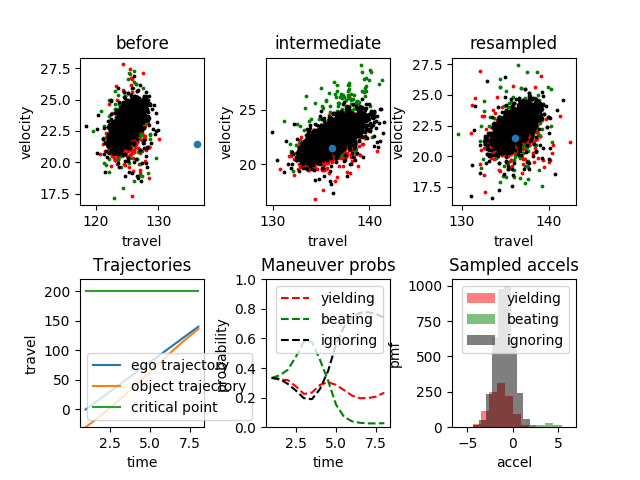 before
intermediate
resampled
velocity
27.5
25.0
22.5
20.0
17.5
120
130
travel
velocity
25
20
130
135
140
travel
velocity
27.5
25.0
22.5
20.0
17.5
130
140
travel
Trajectories
Maneuver probs
Sampled accels
travel
200
150
100
50
0
ego trajectory
object trajectory
critical point
2.5
5.0
7.5
time
probability
1.0
0.8
0.6
0.4
0.2
0.0
yielding
beating
ignoring
2.5
5.0
7.5
time
pmf
1000
750
500
250
0
yielding
beating
ignoring
−5
0
5
accel